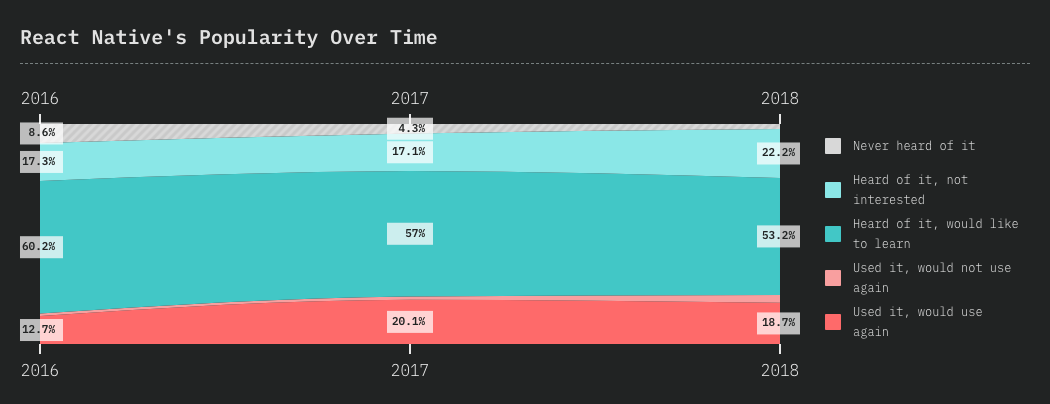 React Native's Popularity Over Time
2016 2017 2018
8.6% 4.3%
17.3% 17.1% 22.2%
60.2% 57% 53.2%
12.7% 20.1% 18.7%
2016 2017 2018
Never heard of it
Heard of it, not
interested
Heard of it, would like
to learn
Used it, would not use
again
Used it, would use
again